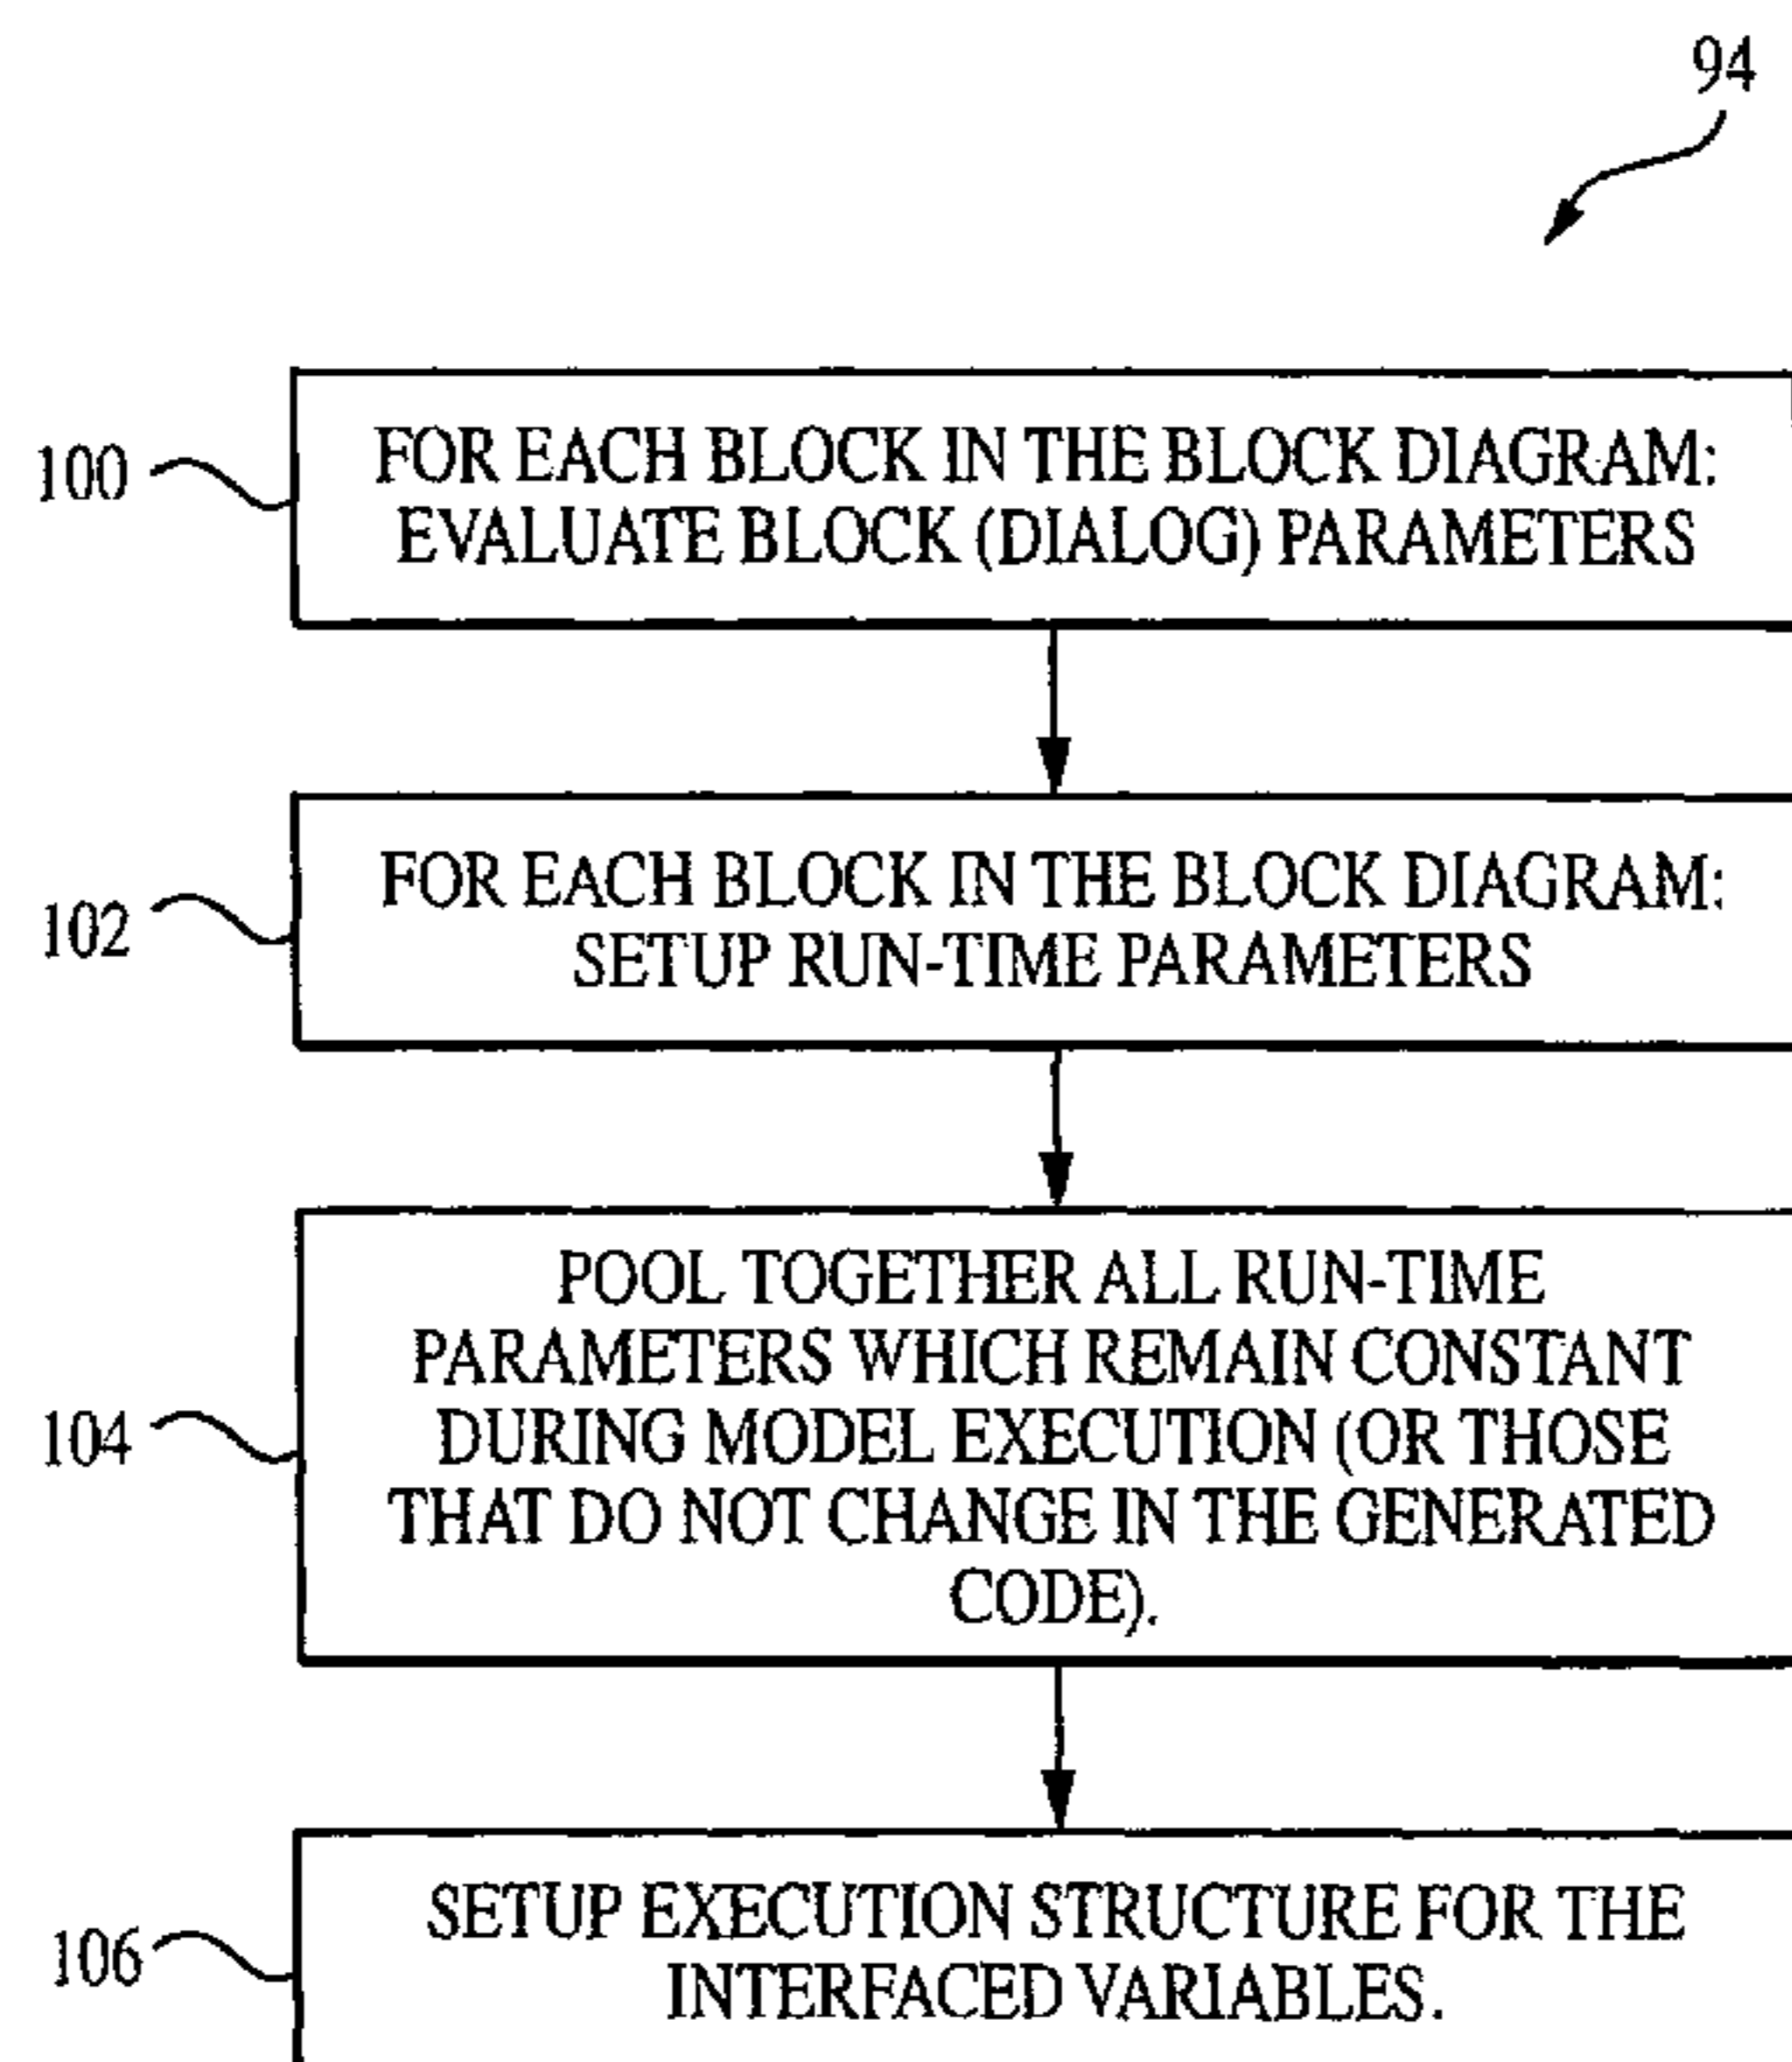 94
100
FOR EACH BLOCK IN THE BLOCK DIAGRAM:
EVALUATE BLOCK (DIALOG) PARAMETERS
102
FOR EACH BLOCK IN THE BLOCK DIAGRAM:
SETUP RUN-TIME PARAMETERS
104
POOL TOGETHER ALL RUN-TIME
PARAMETERS WHICH REMAIN CONSTANT
DURING MODEL EXECUTION (OR THOSE
THAT DO NOT CHANGE IN THE GENERATED
CODE).
106
SETUP EXECUTION STRUCTURE FOR THE
INTERFACED VARIABLES.